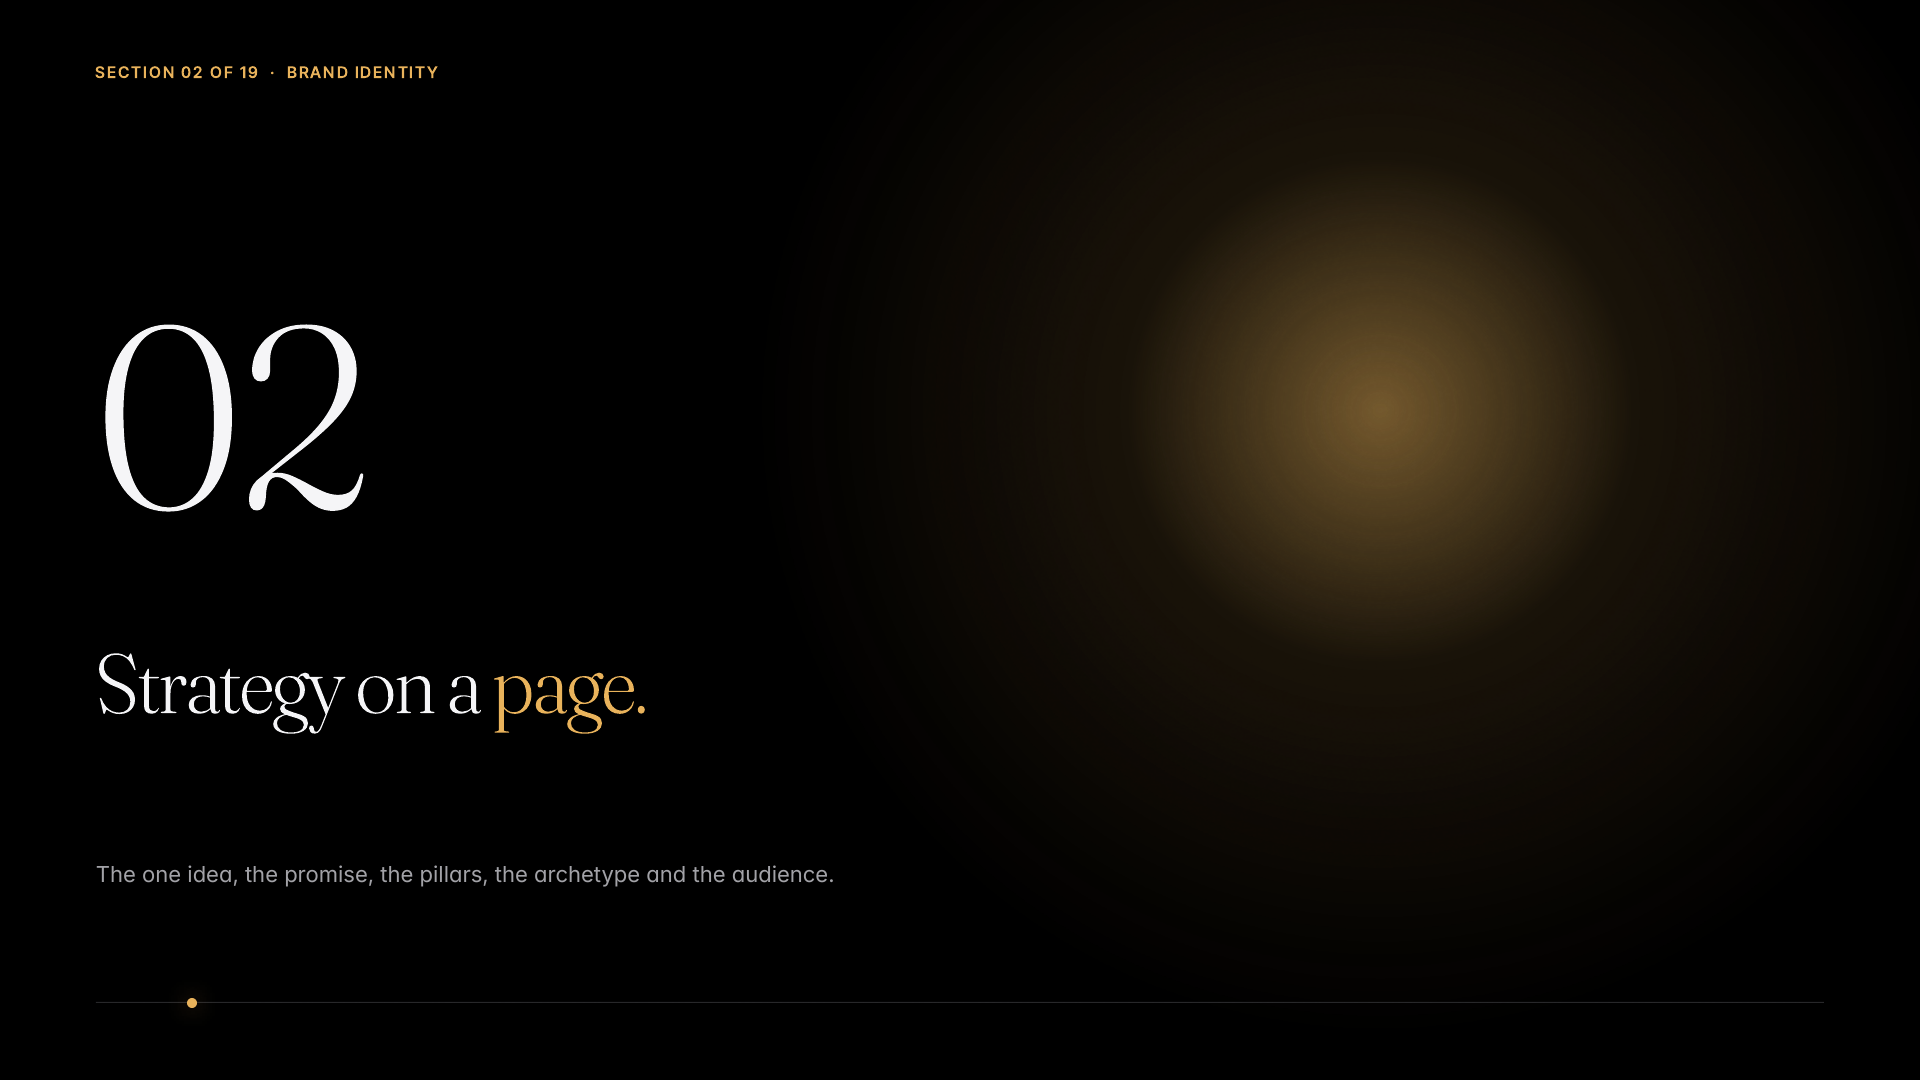 SECTION 02 OF 19 · BRAND IDENTITY
02
Strategy on a page.
The one idea, the promise, the pillars, the archetype and the audience.